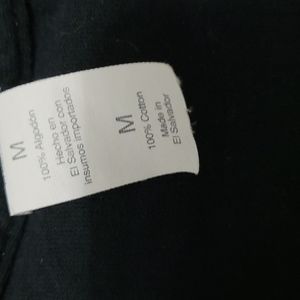 M
100% Algodón
Hecho en
El Salvador con
insumos importados
M
100% Cotton
Made in
El Salvador